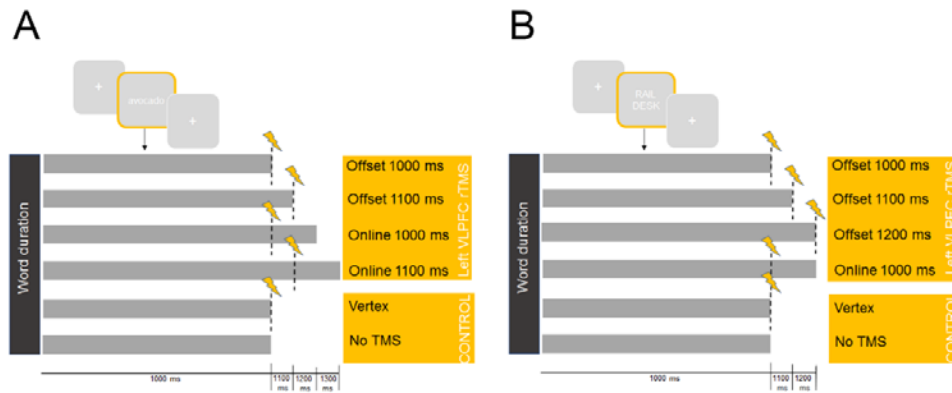 A
+
avocado
+
Word duration
Offset 1000 ms
Offset 1100 ms
Online 1000 ms
Online 1100 ms
Left VLPFC rTMS
Vertex
No TMS
CONTROL
1000 ms
1100 ms
1200 ms
1300 ms
B
+
RAIL
DESK
+
Word duration
Offset 1000 ms
Offset 1100 ms
Offset 1200 ms
Online 1000 ms
Left VLPFC rTMS
Vertex
No TMS
CONTROL
1000 ms
1100 ms
1200 ms